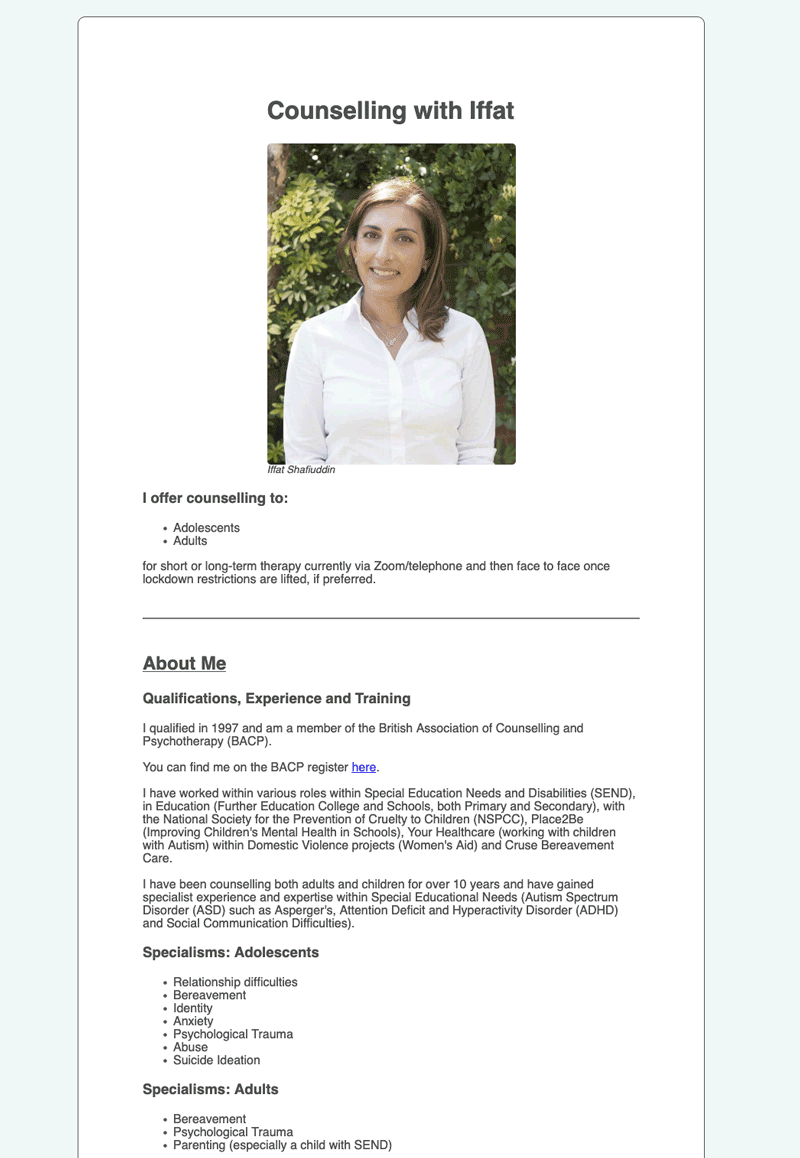 Counselling with Iffat
Iffat Shafiuddin
I offer counselling to:
• Adolescents
• Adults
for short or long-term therapy currently via Zoom/telephone and then face to face once
lockdown restrictions are lifted, if preferred.
About Me
Qualifications, Experience and Training
I qualified in 1997 and am a member of the British Association of Counselling and
Psychotherapy (BACP).
You can find me on the BACP register here.
I have worked within various roles within Special Education Needs and Disabilities (SEND),
in Education (Further Education College and Schools, both Primary and Secondary), with
the National Society for the Prevention of Cruelty to Children (NSPCC), Place2Be
(Improving Children's Mental Health in Schools), Your Healthcare (working with children
with Autism) within Domestic Violence projects (Women's Aid) and Cruse Bereavement
Care.
I have been counselling both adults and children for over 10 years and have gained
specialist experience and expertise within Special Educational Needs (Autism Spectrum
Disorder (ASD) such as Asperger's, Attention Deficit and Hyperactivity Disorder (ADHD)
and Social Communication Difficulties).
Specialisms: Adolescents
• Relationship difficulties
• Bereavement
• Identity
• Anxiety
• Psychological Trauma
• Abuse
• Suicide Ideation
Specialisms: Adults
• Bereavement
• Psychological Trauma
• Parenting (especially a child with SEND)